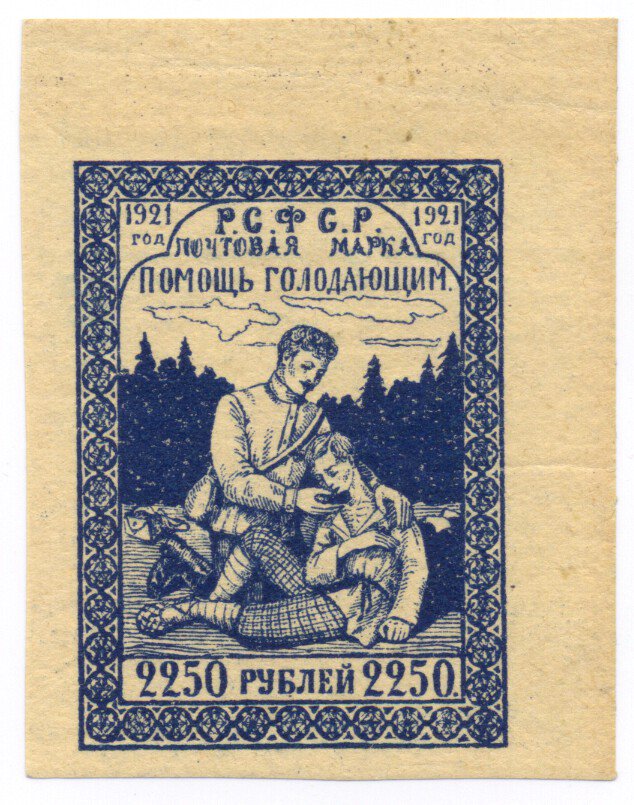 1921 Р.С.Ф С.Р. 1921
ГОД ПОЧТОВАЯ МАРКА ГОД
ПОМОЩЬ ГОЛОДАЮЩИМ.
2250 РУБЛЕЙ 2250.